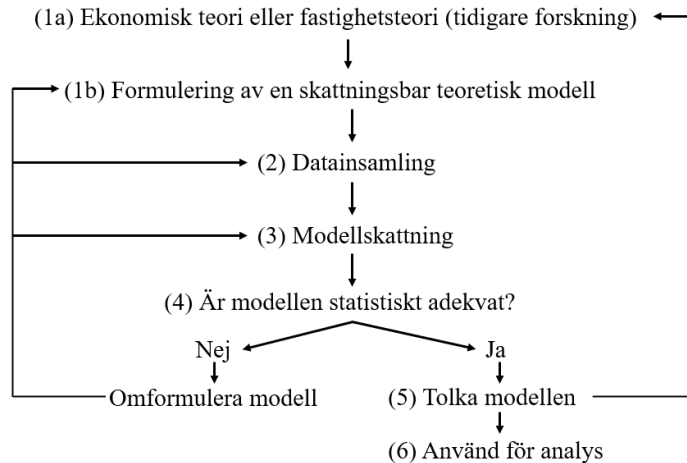 (1a) Ekonomisk teori eller fastighetsteori (tidigare forskning)
(1b) Formulering av en skattningsbar teoretisk modell
(2) Datainsamling
(3) Modellskattning
(4) Är modellen statistiskt adekvat?
Nej
Ja
Omformulera modell
(5) Tolka modellen
(6) Använd för analys